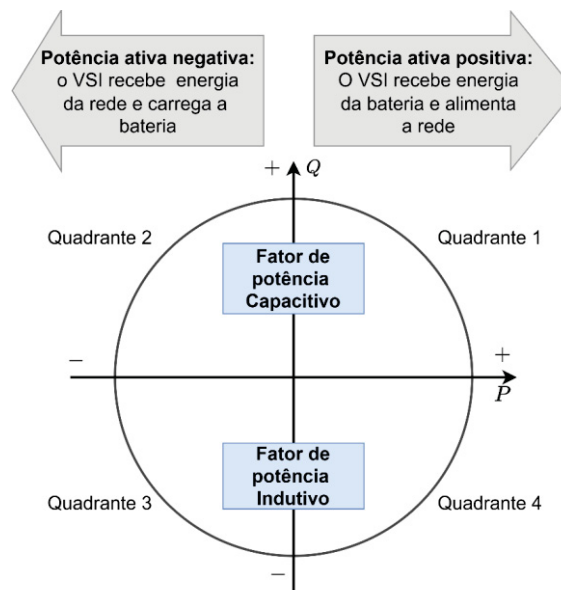 Potência ativa negativa:
o VSI recebe energia
da rede e carrega a
bateria
Potência ativa positiva:
O VSI recebe energia
da bateria e alimenta
a rede
+
Q
Quadrante 2
Quadrante 1
Fator de
potência
Capacitivo
−
+
P
Fator de
potência
Indutivo
Quadrante 3
Quadrante 4
−